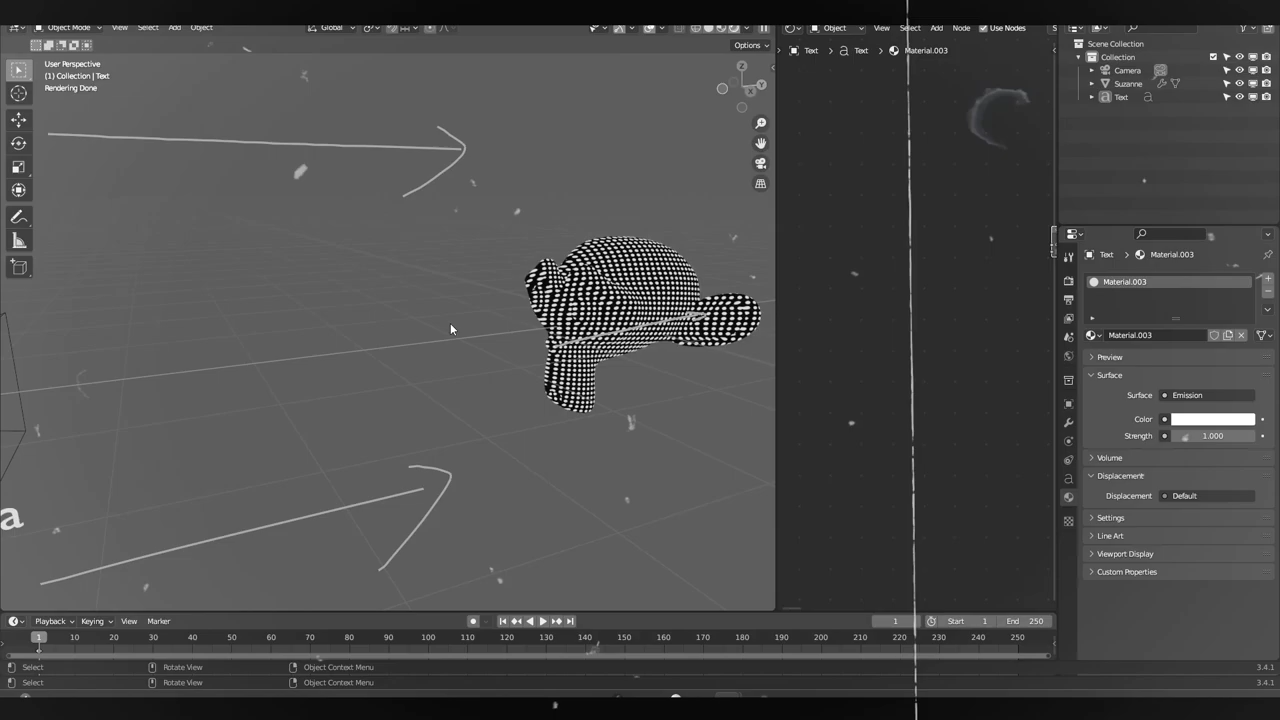 Object Mode View Select Add Object Global Object View Select Add Node Use Nodes S
Options
User Perspective
(1) Collection | Text
Rendering Done
Z
Y
X
Text Text Material.003
Scene Collection
Collection
Camera
Suzanne
Text
Text Material.003
Material.003
Material.003
Preview
Surface
Surface Emission
Color
Strength 1.000
Volume
Displacement
Displacement Default
Settings
Line Art
Viewport Display
Custom Properties
a
Playback Keying View Marker 1 Start 1 End 250
1 10 20 30 40 50 60 70 80 90 100 110 120 130 140 150 160 170 180 190 200 210 220 230 240 250
Select Rotate View Object Context Menu 3.4.1
Select Rotate View Object Context Menu 3.4.1